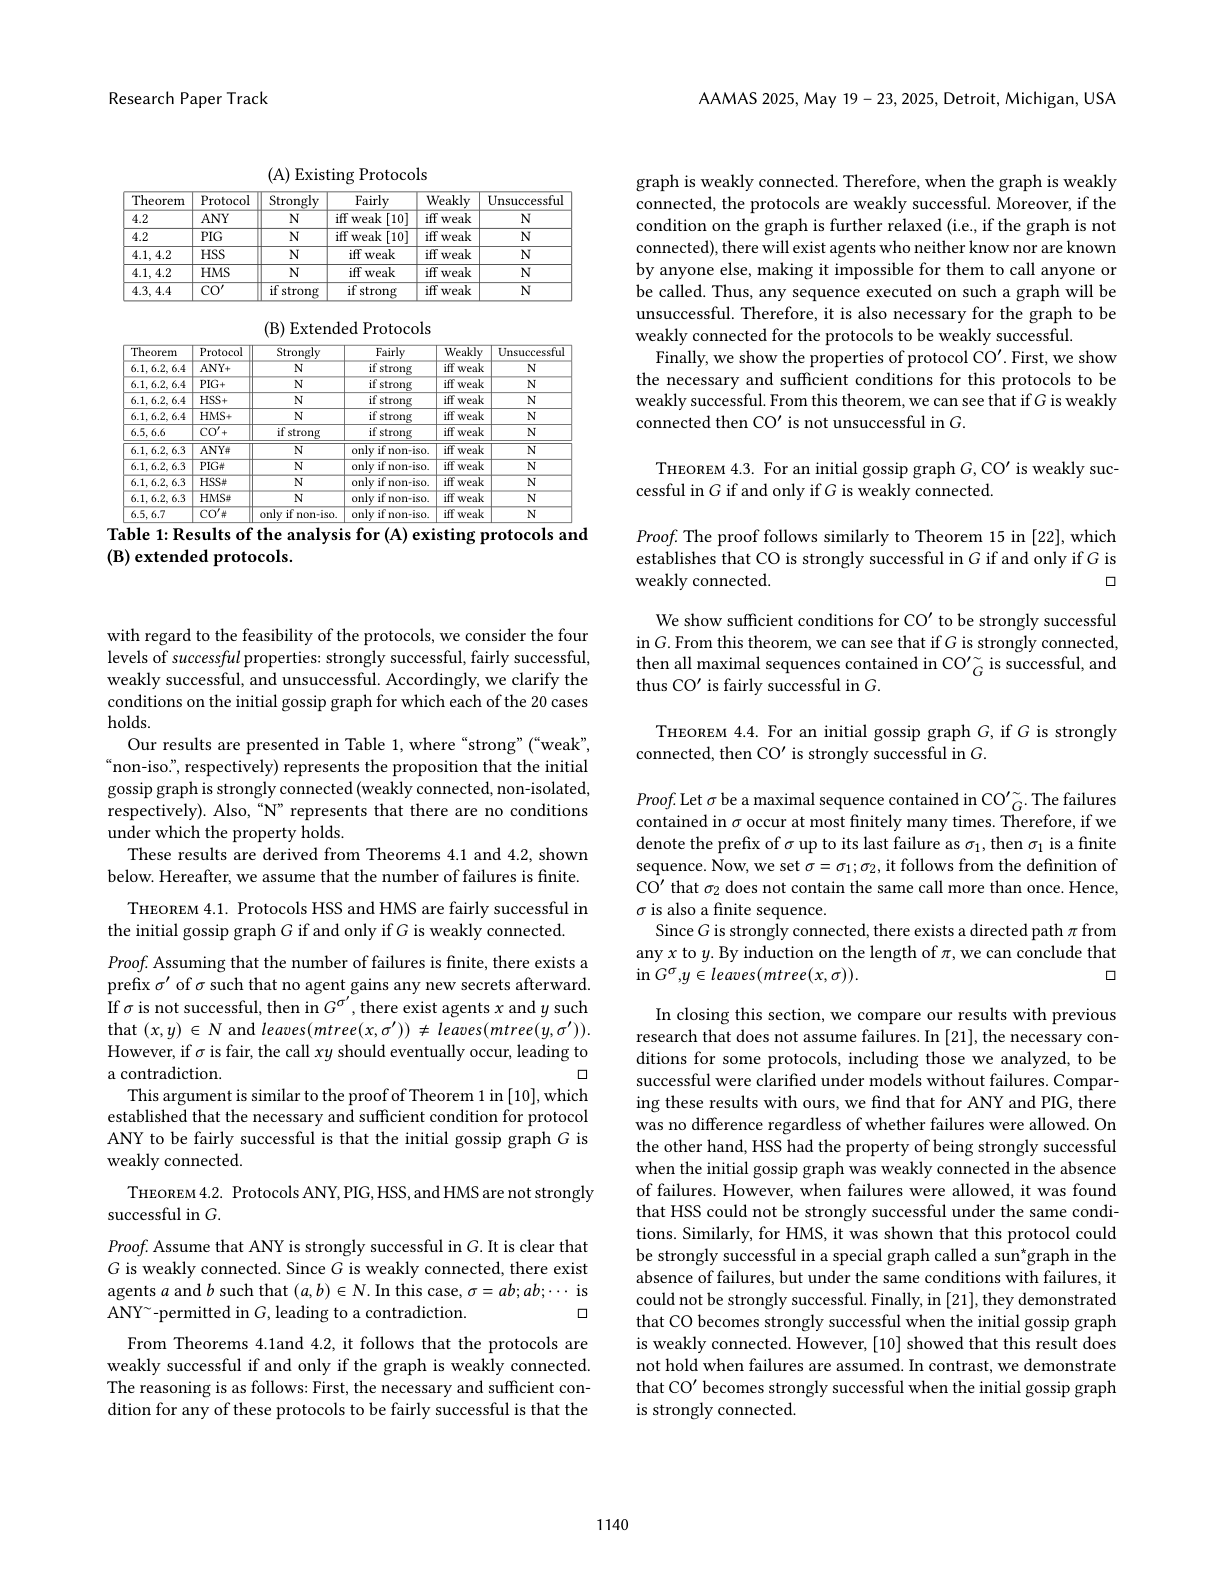 Research Paper Track
AAMAS 2025, May 19 – 23, 2025, Detroit, Michigan, USA
(A) Existing Protocols
Theorem Protocol Strongly Fairly Weakly Unsuccessful
4.2 ANY N iff weak [10] iff weak N
4.2 PIG N iff weak [10] iff weak N
4.1, 4.2 HSS N iff weak iff weak N
4.1, 4.2 HMS N iff weak iff weak N
4.3, 4.4 CO′ if strong if strong iff weak N
(B) Extended Protocols
Theorem Protocol Strongly Fairly Weakly Unsuccessful
6.1, 6.2, 6.4 ANY+ N if strong iff weak N
6.1, 6.2, 6.4 PIG+ N if strong iff weak N
6.1, 6.2, 6.4 HSS+ N if strong iff weak N
6.1, 6.2, 6.4 HMS+ N if strong iff weak N
6.5, 6.6 CO′+ if strong if strong iff weak N
6.1, 6.2, 6.3 ANY# N only if non-iso. iff weak N
6.1, 6.2, 6.3 PIG# N only if non-iso. iff weak N
6.1, 6.2, 6.3 HSS# N only if non-iso. iff weak N
6.1, 6.2, 6.3 HMS# N only if non-iso. iff weak N
6.5, 6.7 CO′# only if non-iso. only if non-iso. iff weak N
Table 1: Results of the analysis for (A) existing protocols and
(B) extended protocols.
with regard to the feasibility of the protocols, we consider the four
levels of successful properties: strongly successful, fairly successful,
weakly successful, and unsuccessful. Accordingly, we clarify the
conditions on the initial gossip graph for which each of the 20 cases
holds.
Our results are presented in Table 1, where “strong” (“weak”,
“non-iso.”, respectively) represents the proposition that the initial
gossip graph is strongly connected (weakly connected, non-isolated,
respectively). Also, “N” represents that there are no conditions
under which the property holds.
These results are derived from Theorems 4.1 and 4.2, shown
below. Hereafter, we assume that the number of failures is finite.
Theorem 4.1. Protocols HSS and HMS are fairly successful in
the initial gossip graph G if and only if G is weakly connected.
Proof. Assuming that the number of failures is finite, there exists a
prefix σ′ of σ such that no agent gains any new secrets afterward.
If σ is not successful, then in G^σ′, there exist agents x and y such
that (x, y) ∈ N and leaves(mtree(x, σ′)) ≠ leaves(mtree(y, σ′)).
However, if σ is fair, the call xy should eventually occur, leading to
a contradiction. □
This argument is similar to the proof of Theorem 1 in [10], which
established that the necessary and sufficient condition for protocol
ANY to be fairly successful is that the initial gossip graph G is
weakly connected.
Theorem 4.2. Protocols ANY, PIG, HSS, and HMS are not strongly
successful in G.
Proof. Assume that ANY is strongly successful in G. It is clear that
G is weakly connected. Since G is weakly connected, there exist
agents a and b such that (a, b) ∈ N. In this case, σ = ab; ab; ⋯ is
ANY~-permitted in G, leading to a contradiction. □
From Theorems 4.1and 4.2, it follows that the protocols are
weakly successful if and only if the graph is weakly connected.
The reasoning is as follows: First, the necessary and sufficient con-
dition for any of these protocols to be fairly successful is that the
graph is weakly connected. Therefore, when the graph is weakly
connected, the protocols are weakly successful. Moreover, if the
condition on the graph is further relaxed (i.e., if the graph is not
connected), there will exist agents who neither know nor are known
by anyone else, making it impossible for them to call anyone or
be called. Thus, any sequence executed on such a graph will be
unsuccessful. Therefore, it is also necessary for the graph to be
weakly connected for the protocols to be weakly successful.
Finally, we show the properties of protocol CO′. First, we show
the necessary and sufficient conditions for this protocols to be
weakly successful. From this theorem, we can see that if G is weakly
connected then CO′ is not unsuccessful in G.
Theorem 4.3. For an initial gossip graph G, CO′ is weakly suc-
cessful in G if and only if G is weakly connected.
Proof. The proof follows similarly to Theorem 15 in [22], which
establishes that CO is strongly successful in G if and only if G is
weakly connected. □
We show sufficient conditions for CO′ to be strongly successful
in G. From this theorem, we can see that if G is strongly connected,
then all maximal sequences contained in CO′~_G is successful, and
thus CO′ is fairly successful in G.
Theorem 4.4. For an initial gossip graph G, if G is strongly
connected, then CO′ is strongly successful in G.
Proof. Let σ be a maximal sequence contained in CO′~_G. The failures
contained in σ occur at most finitely many times. Therefore, if we
denote the prefix of σ up to its last failure as σ₁, then σ₁ is a finite
sequence. Now, we set σ = σ₁; σ₂, it follows from the definition of
CO′ that σ₂ does not contain the same call more than once. Hence,
σ is also a finite sequence.
Since G is strongly connected, there exists a directed path π from
any x to y. By induction on the length of π, we can conclude that
in G^σ,y ∈ leaves(mtree(x, σ)). □
In closing this section, we compare our results with previous
research that does not assume failures. In [21], the necessary con-
ditions for some protocols, including those we analyzed, to be
successful were clarified under models without failures. Compar-
ing these results with ours, we find that for ANY and PIG, there
was no difference regardless of whether failures were allowed. On
the other hand, HSS had the property of being strongly successful
when the initial gossip graph was weakly connected in the absence
of failures. However, when failures were allowed, it was found
that HSS could not be strongly successful under the same condi-
tions. Similarly, for HMS, it was shown that this protocol could
be strongly successful in a special graph called a sun*graph in the
absence of failures, but under the same conditions with failures, it
could not be strongly successful. Finally, in [21], they demonstrated
that CO becomes strongly successful when the initial gossip graph
is weakly connected. However, [10] showed that this result does
not hold when failures are assumed. In contrast, we demonstrate
that CO′ becomes strongly successful when the initial gossip graph
is strongly connected.
1140